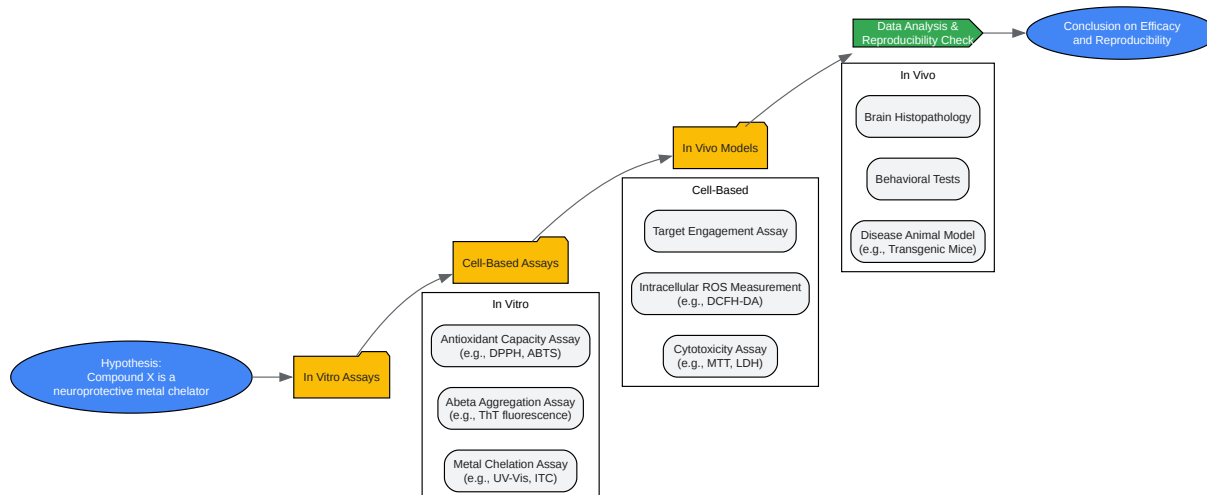 Hypothesis:
Compound X is a
neuroprotective metal chelator
In Vitro Assays
Cell-Based Assays
In Vitro
Antioxidant Capacity Assay
(e.g., DPPH, ABTS)
Abeta Aggregation Assay
(e.g., ThT fluorescence)
Metal Chelation Assay
(e.g., UV-Vis, ITC)
In Vivo Models
Cell-Based
Target Engagement Assay
Intracellular ROS Measurement
(e.g., DCFH-DA)
Cytotoxicity Assay
(e.g., MTT, LDH)
Data Analysis &
Reproducibility Check
In Vivo
Brain Histopathology
Behavioral Tests
Disease Animal Model
(e.g., Transgenic Mice)
Conclusion on Efficacy
and Reproducibility